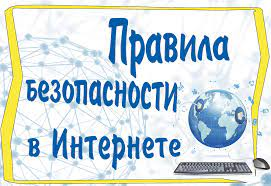 Правила
безопасности
в Интернете